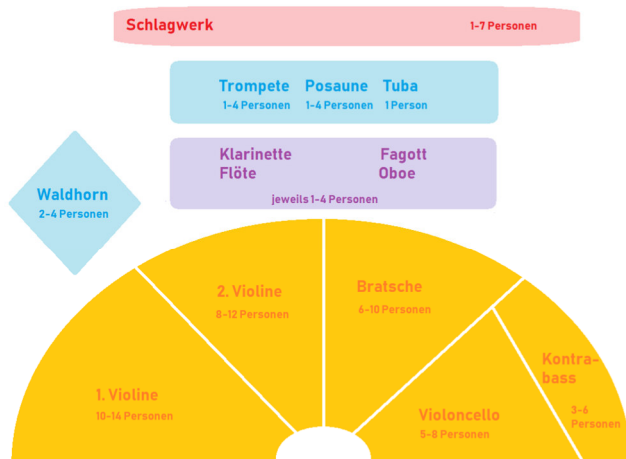 Schlagwerk 1-7 Personen
Trompete Posaune Tuba
1-4 Personen 1-4 Personen 1 Person
Klarinette Fagott
Flöte Oboe
jeweils 1-4 Personen
Waldhorn
2-4 Personen
2. Violine
8-12 Personen
Bratsche
6-10 Personen
1. Violine
10-14 Personen
Violoncello
5-8 Personen
Kontra-
bass
3-6
Personen